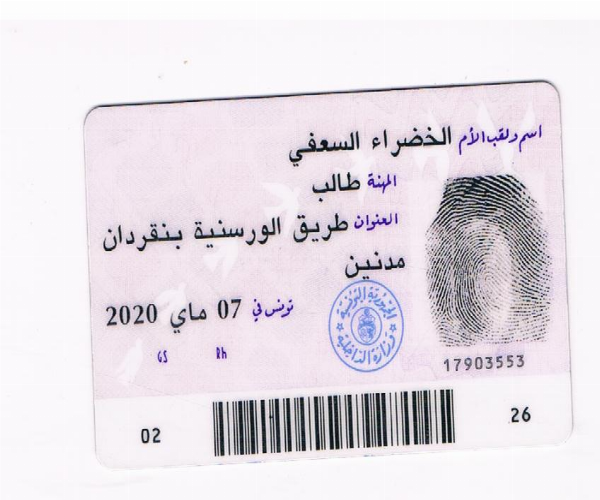 اسم ولقب الأم الخضراء السعفي
المهنة طالب
العنوان طريق الورسنية بنقردان
مدنين
تونس في 07 ماي 2020
الجمهورية التونسية
وزارة الداخلية
GS Rh
17903553
02 26